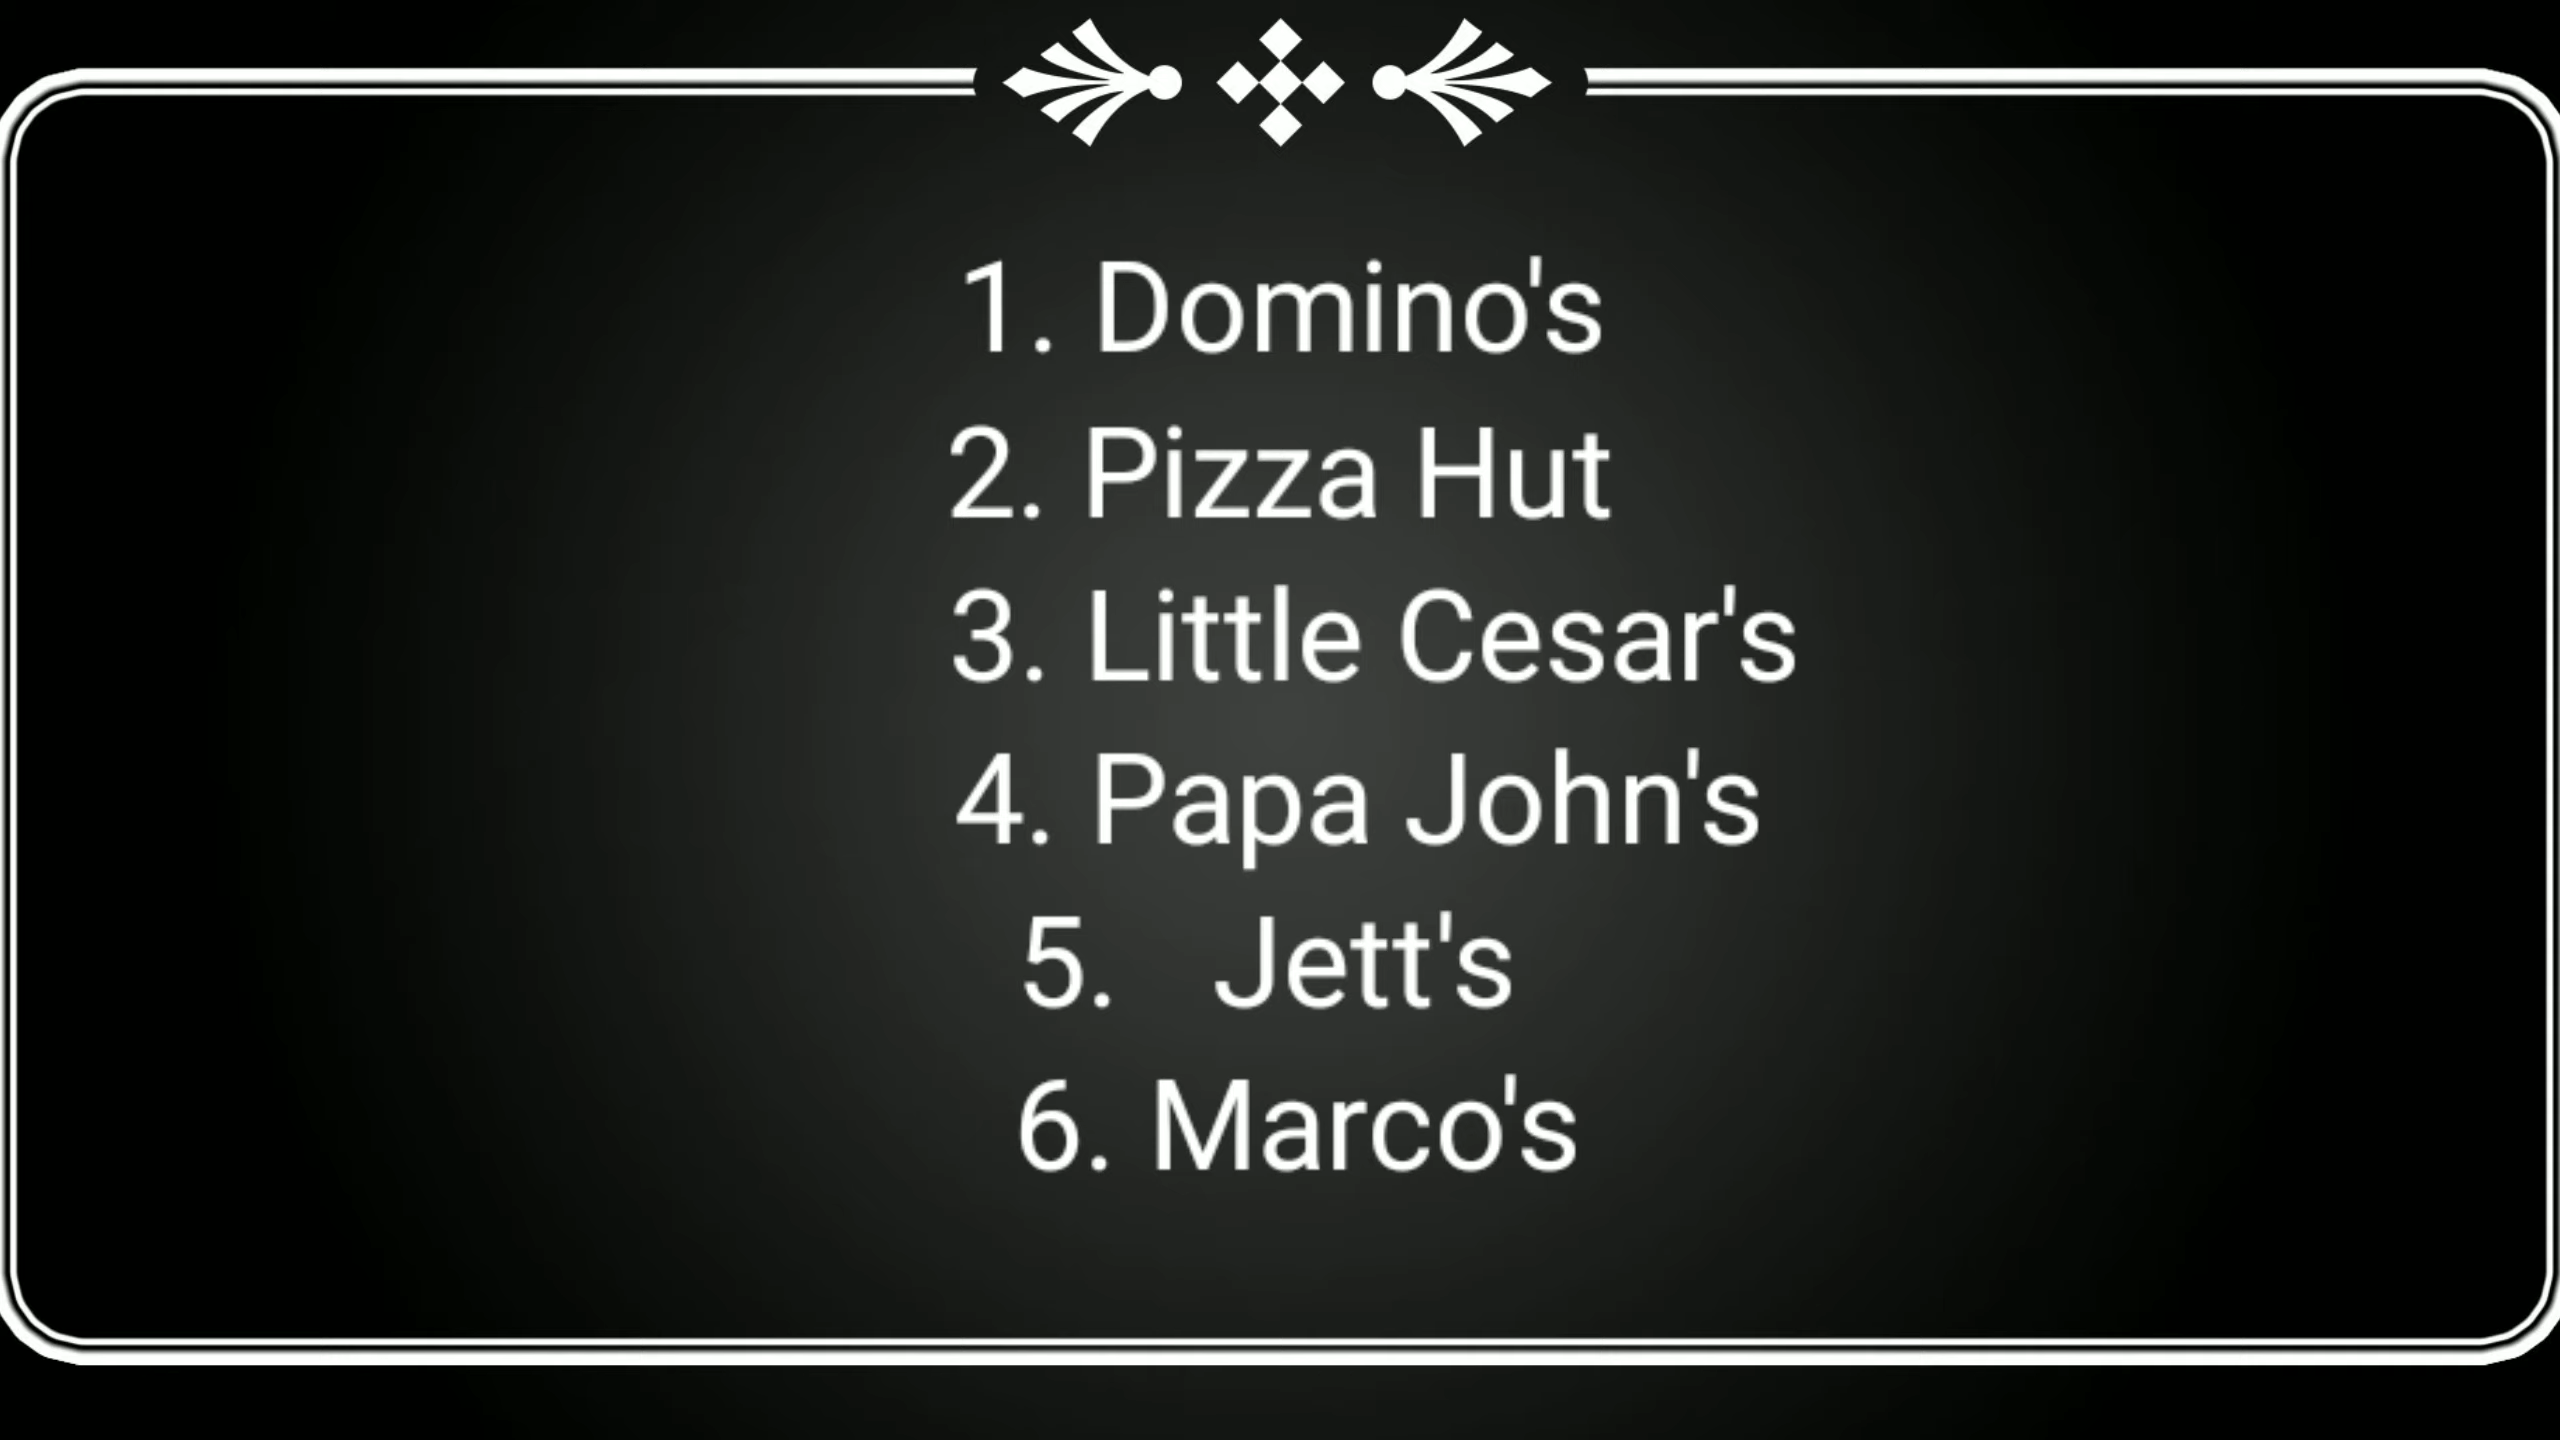 1. Domino's
2. Pizza Hut
3. Little Cesar's
4. Papa John's
5. Jett's
6. Marco's